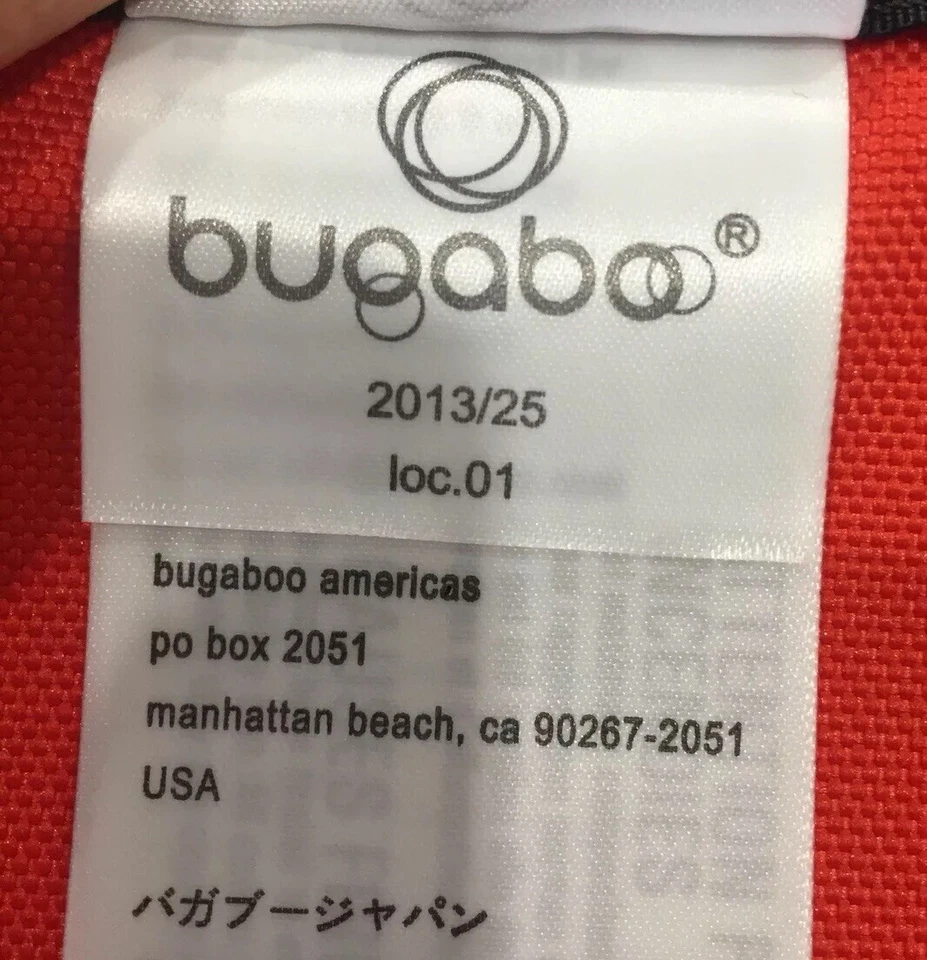 bugaboo®
2013/25
loc.01
bugaboo americas
po box 2051
manhattan beach, ca 90267-2051
USA
バガブージャパン